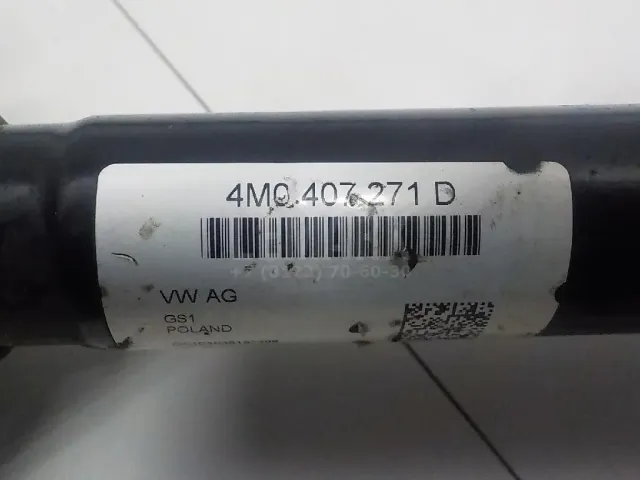 4M0.407.271 D
VW AG
GS1
POLAND